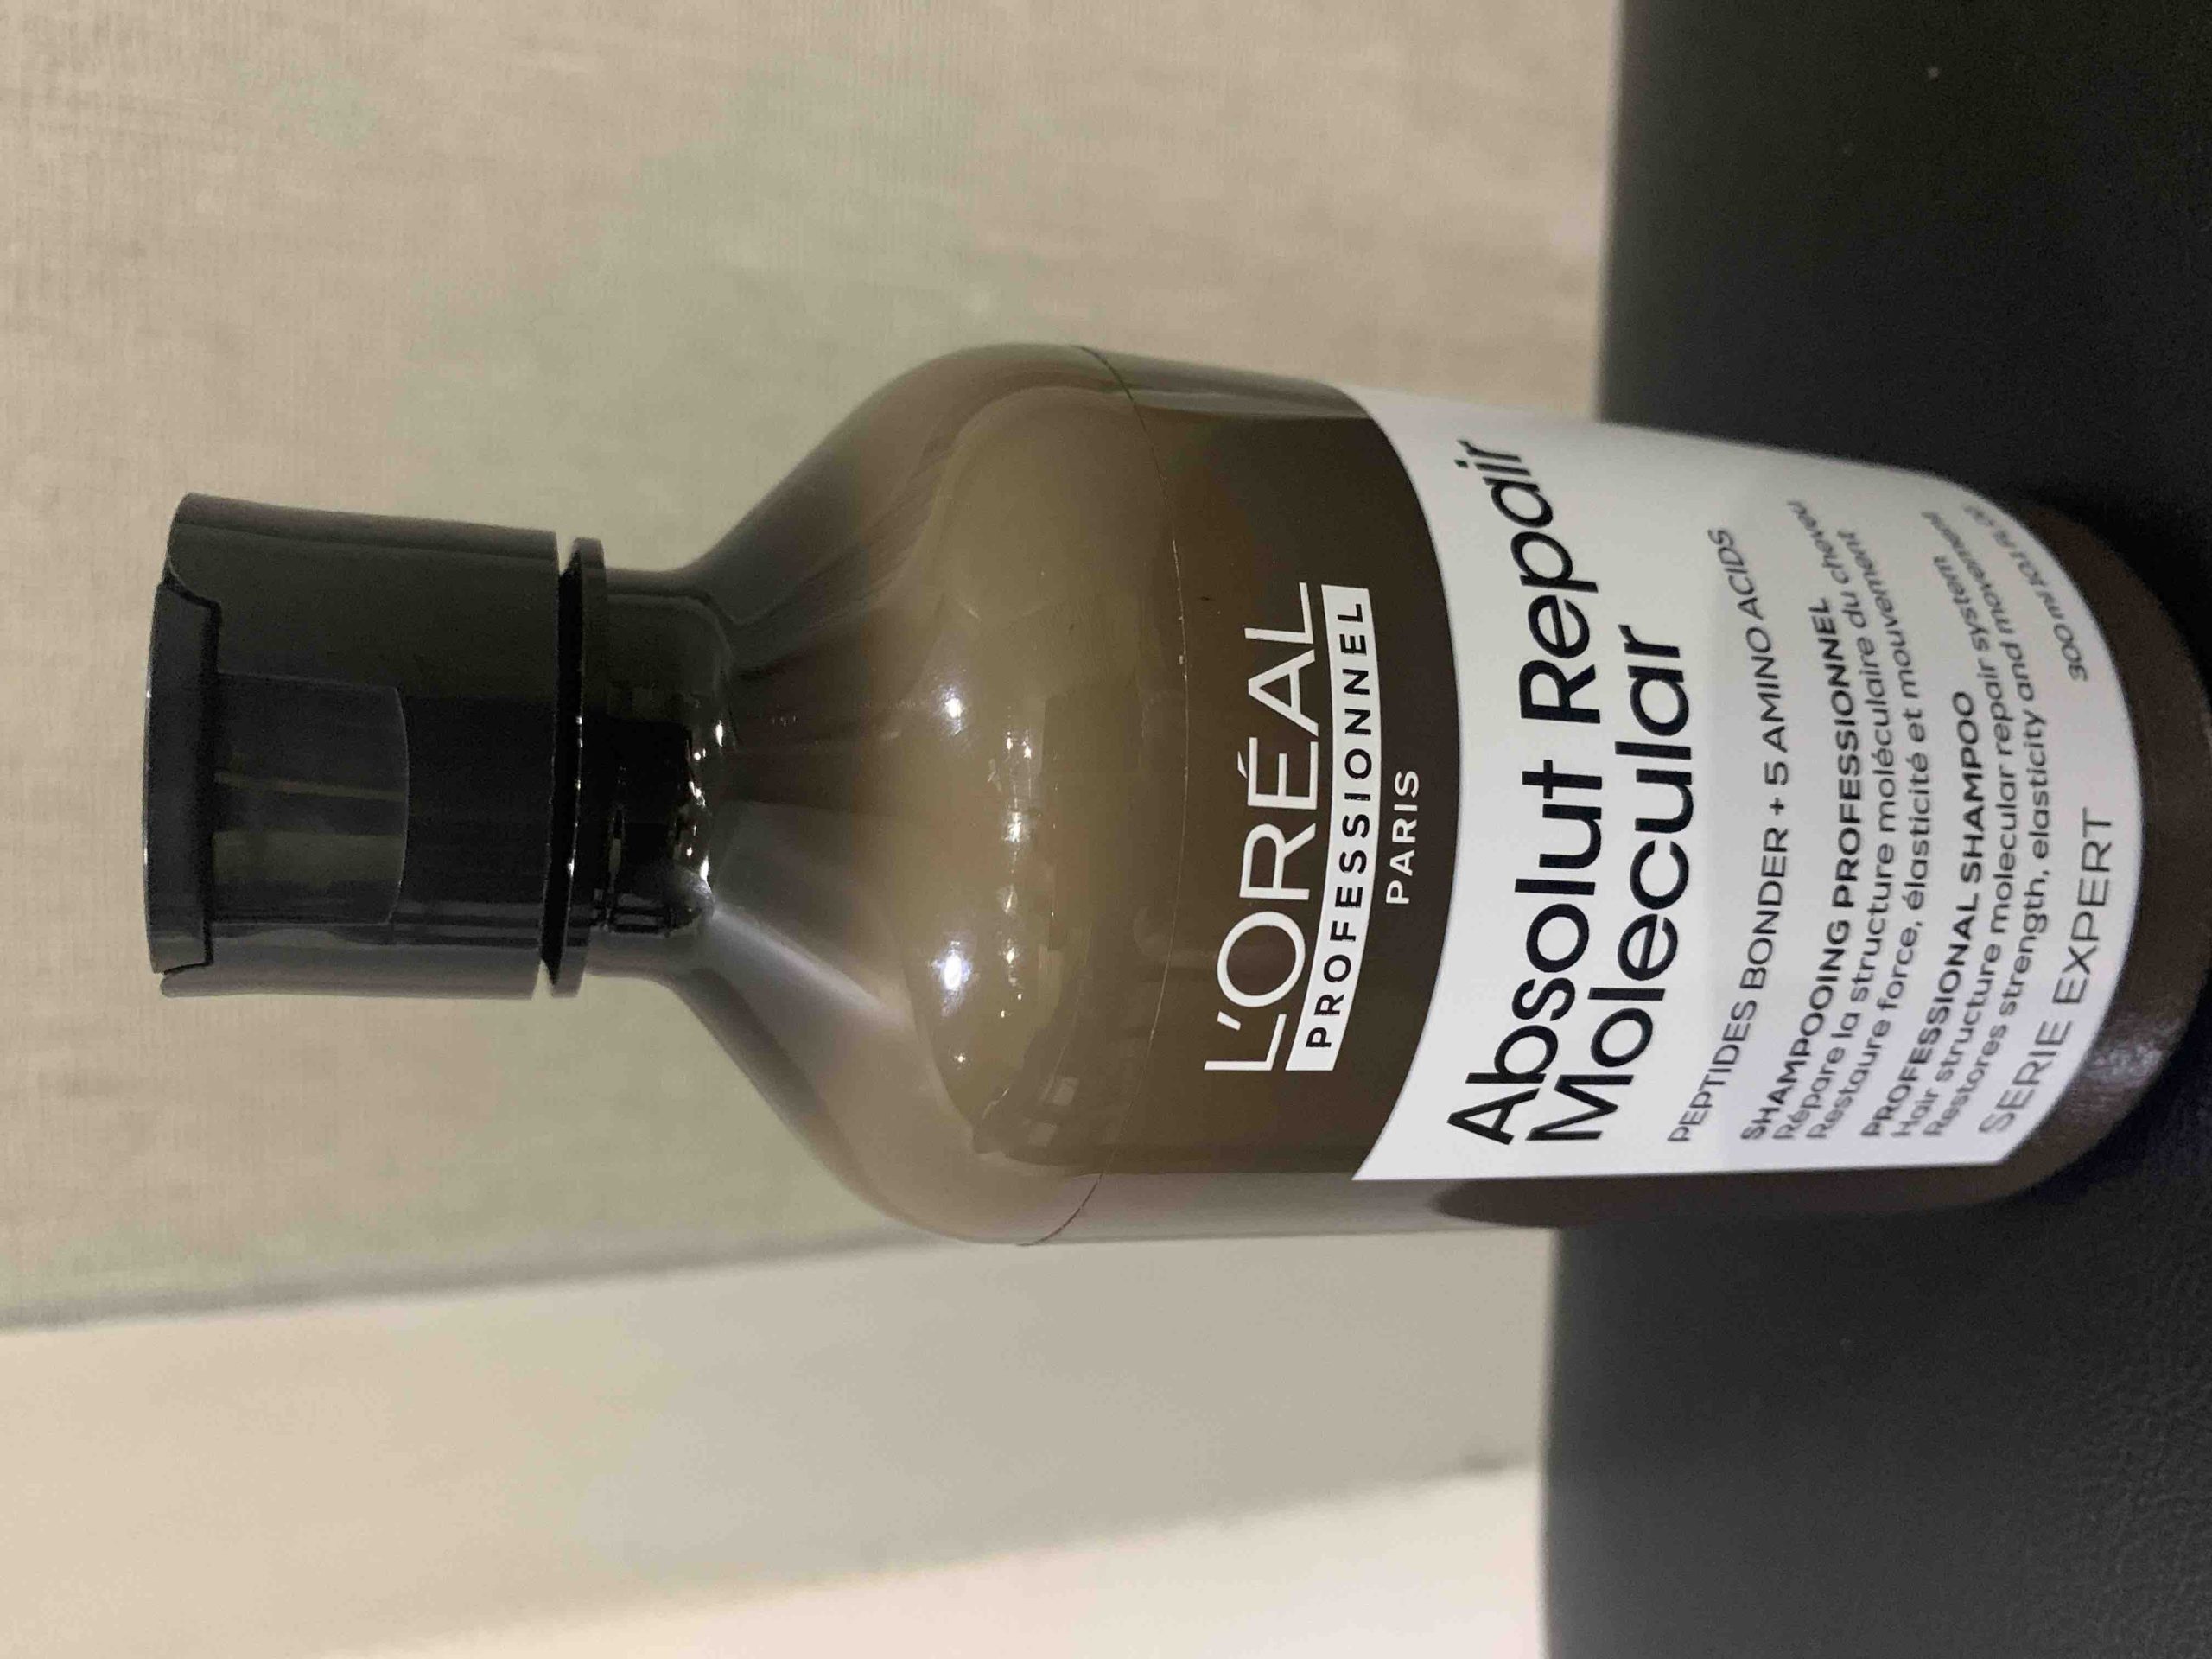 L'ORÉAL
PROFESSIONNEL
PARIS
Absolut Repair
Molecular
PEPTIDES BONDER + 5 AMINO ACIDS
SHAMPOOING PROFESSIONNEL
Répare la structure moléculaire du cheveu
Restaure force, élasticité et mouvement
PROFESSIONAL SHAMPOO
Hair structure molecular repair system
Restores strength, elasticity and movement
SERIE EXPERT
300 ml